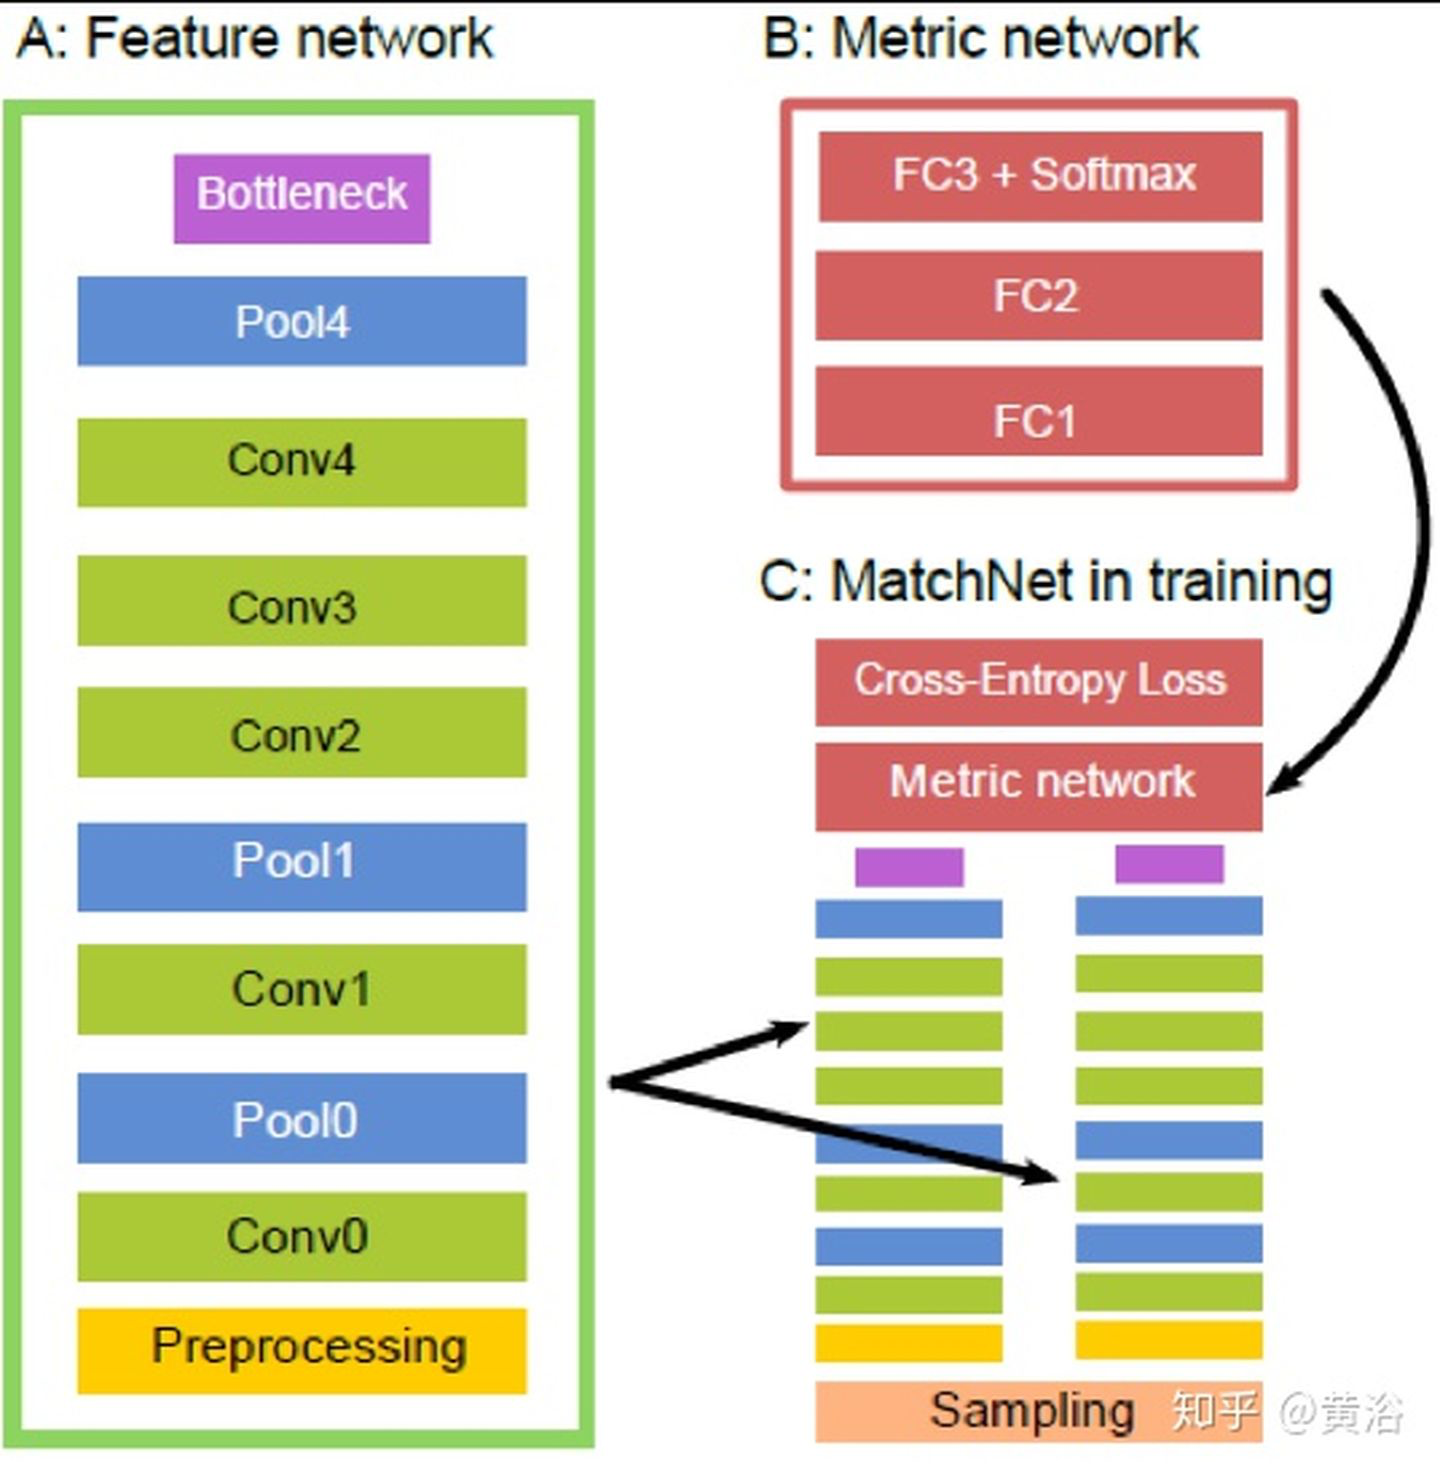 A: Feature network
Bottleneck
Pool4
Conv4
Conv3
Conv2
Pool1
Conv1
Pool0
Conv0
Preprocessing
B: Metric network
FC3 + Softmax
FC2
FC1
C: MatchNet in training
Cross-Entropy Loss
Metric network
Sampling
知乎 @黄浴